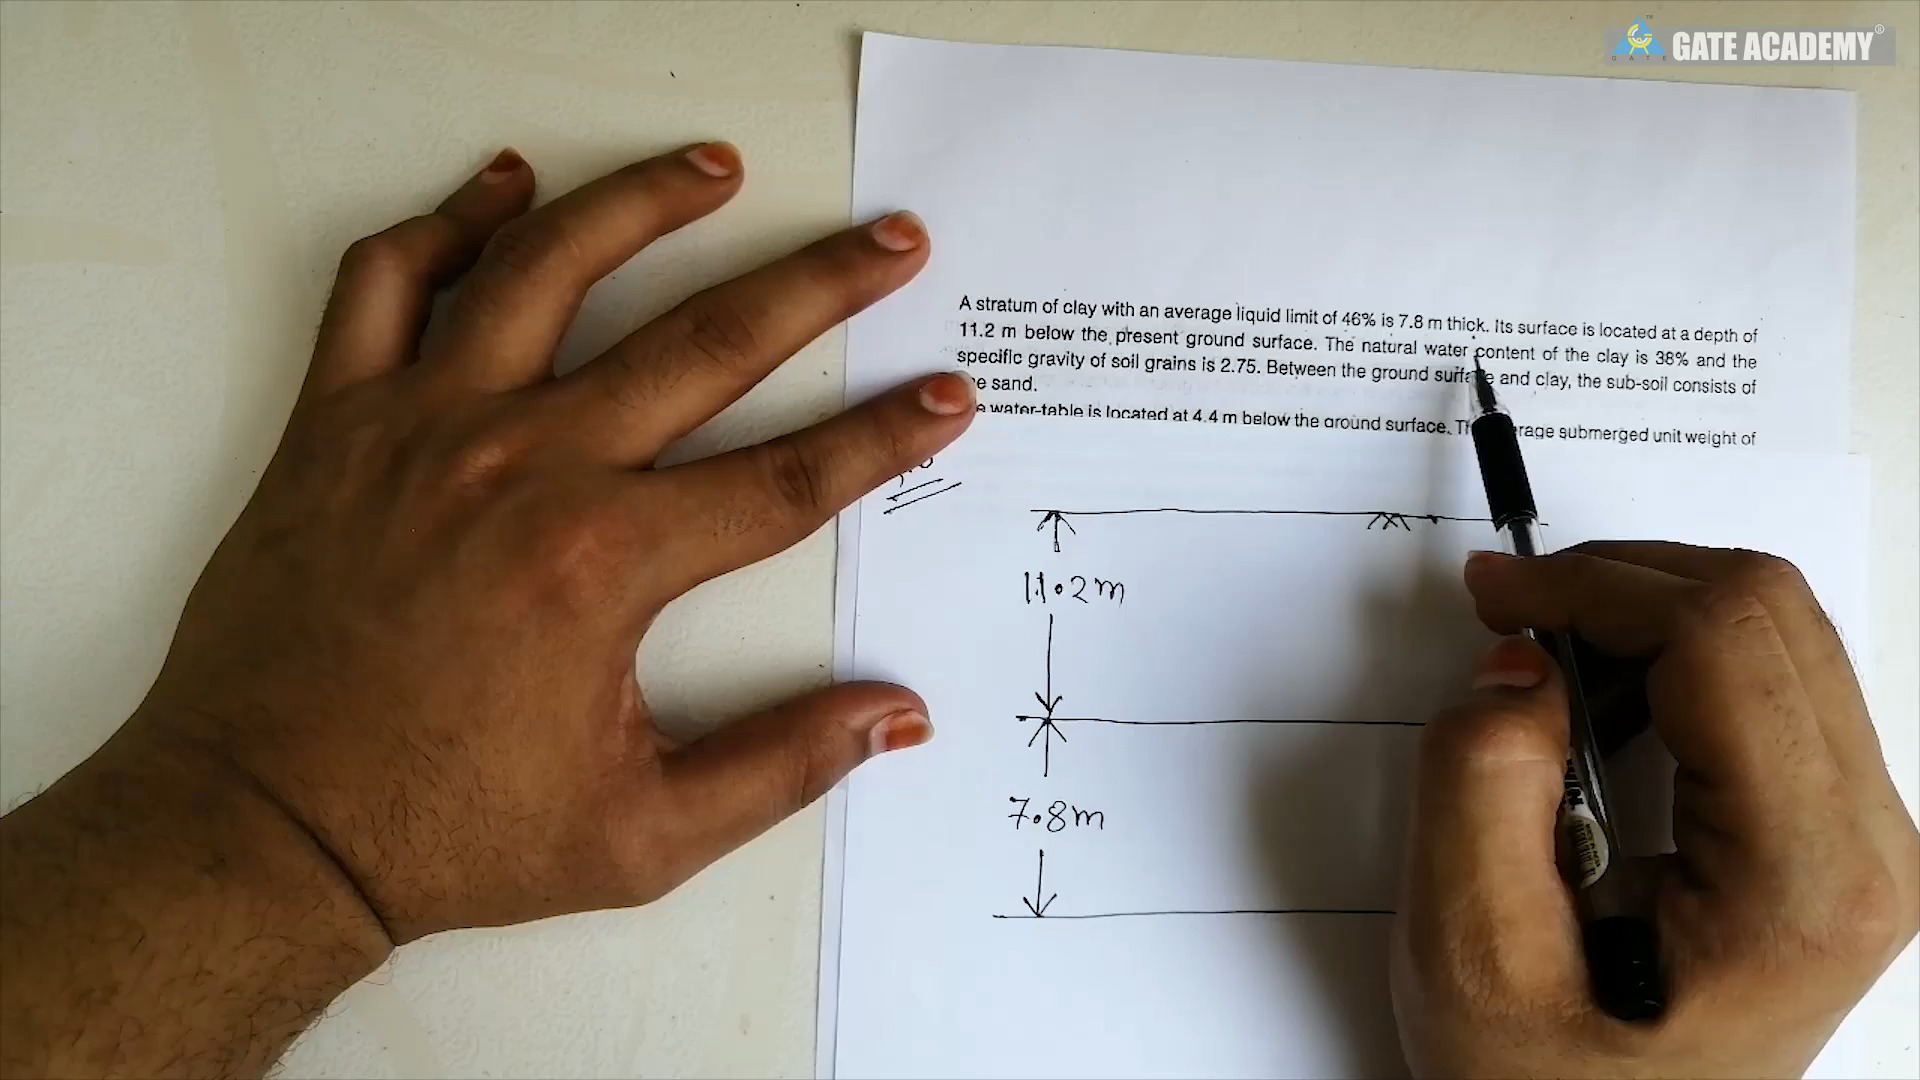 GATE ACADEMY®
GATE
A stratum of clay with an average liquid limit of 46% is 7.8 m thick. Its surface is located at a depth of
11.2 m below the present ground surface. The natural water content of the clay is 38% and the
specific gravity of soil grains is 2.75. Between the ground surface and clay, the sub-soil consists of
sand.
water-table is located at 4.4 m below the ground surface. submerged unit weight of
11.2 m
7.8 m